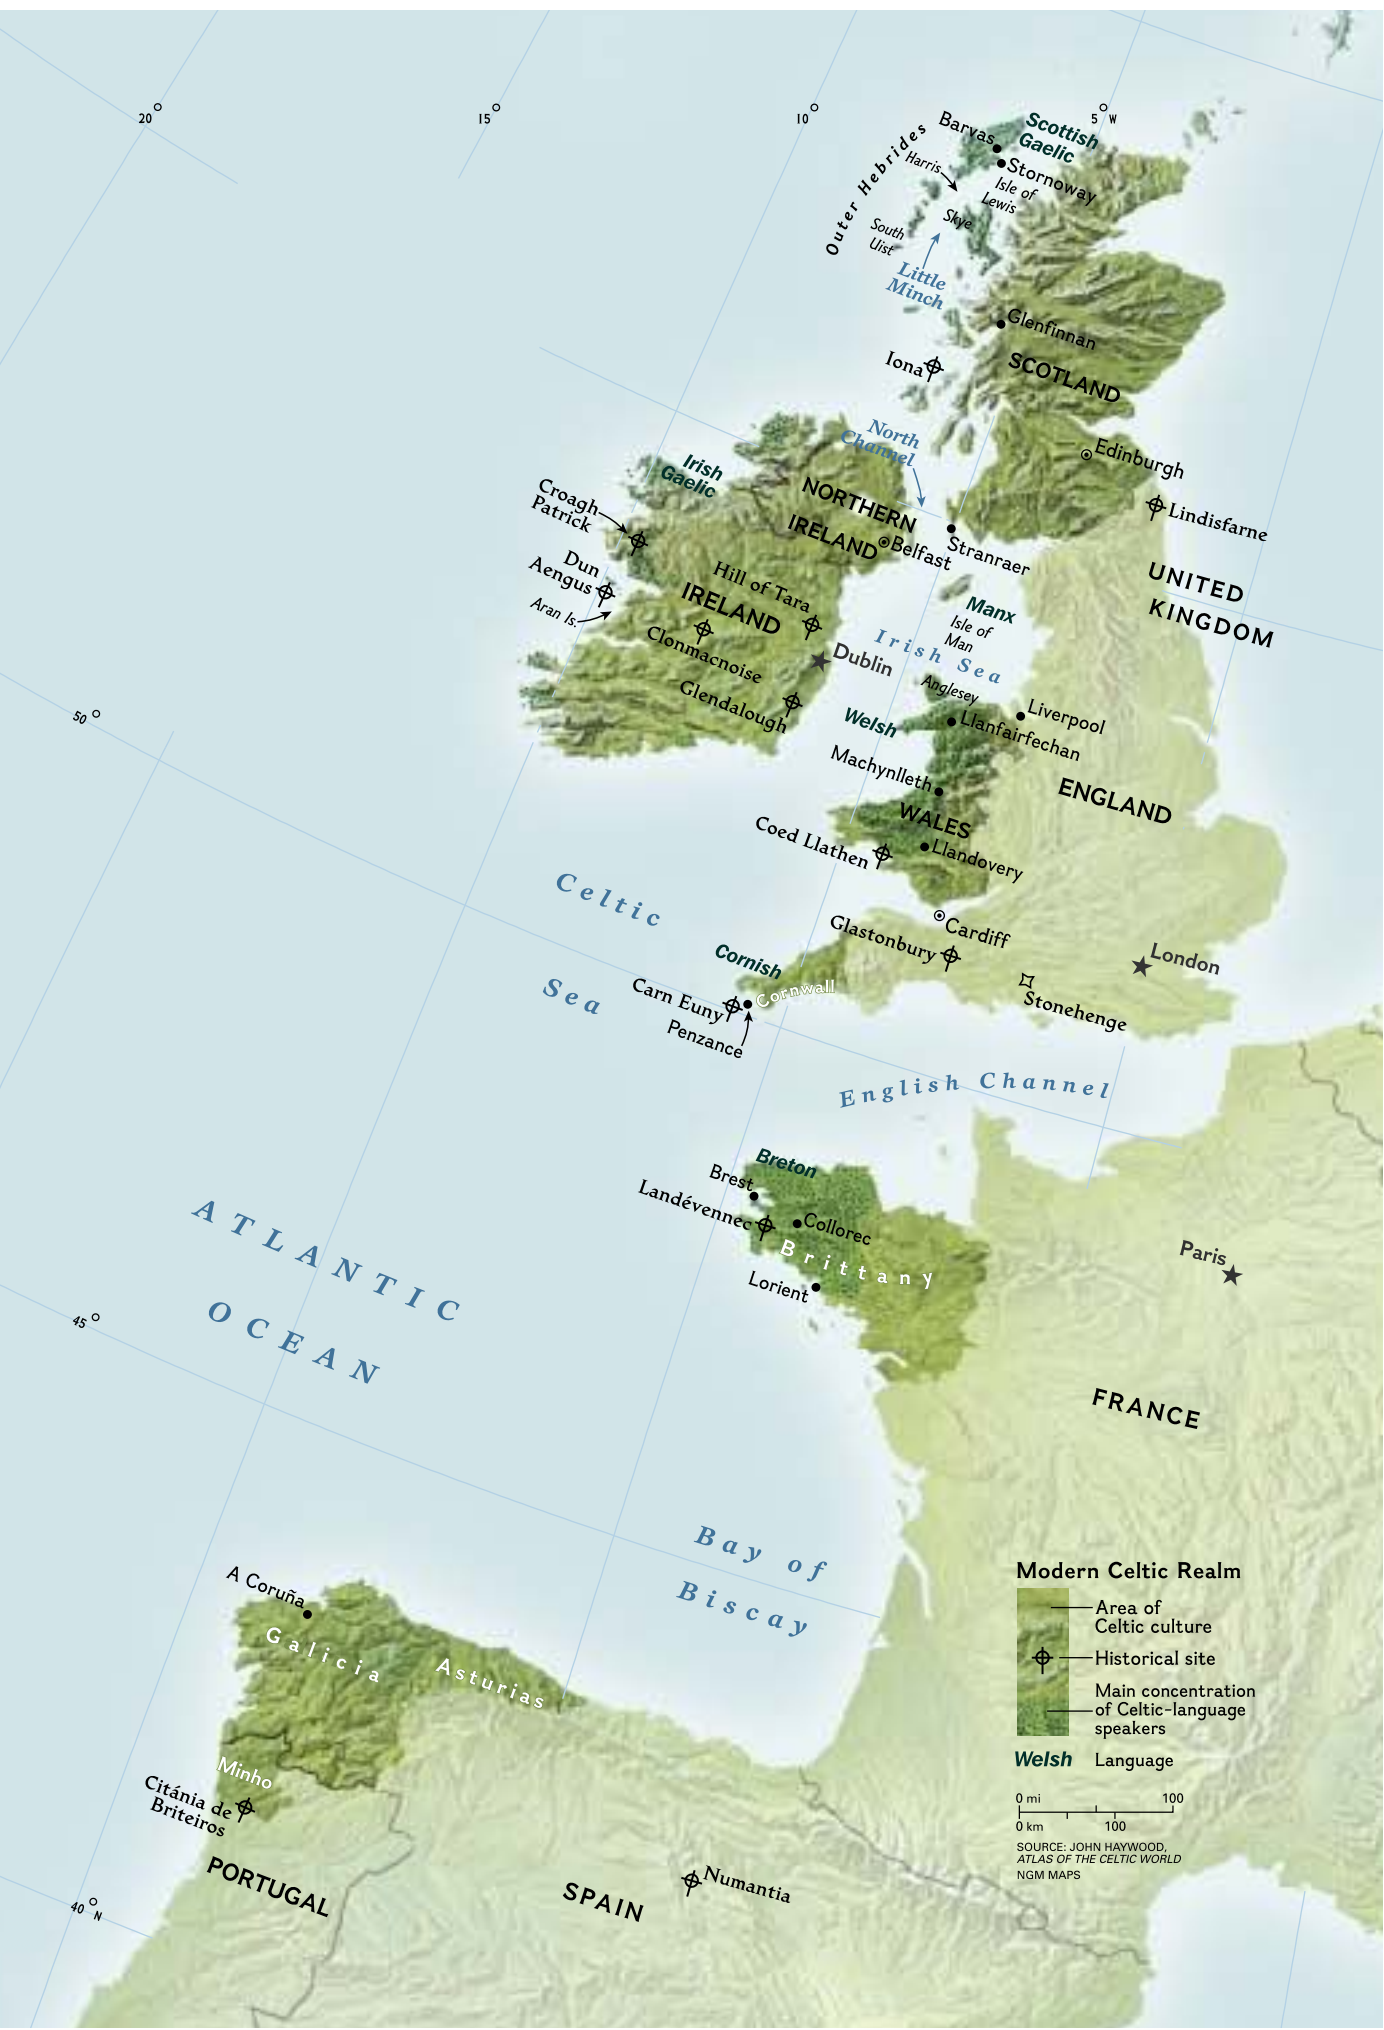 20°
15°
10°
5° W
Barvas
Scottish
Gaelic
Outer Hebrides
Harris
Stornoway
Isle of
Lewis
Skye
South
Uist
Little
Minch
Glenfinnan
Iona
SCOTLAND
North
Channel
Edinburgh
Irish
Gaelic
Croagh
Patrick
NORTHERN
IRELAND
Lindisfarne
Belfast
Stranraer
Dun
Aengus
Hill of Tara
UNITED
KINGDOM
Aran Is.
IRELAND
Manx
Isle of
Man
Clonmacnoise
Irish Sea
Dublin
Glendalough
Anglesey
50°
Welsh
Liverpool
Llanfairfechan
Machynlleth
ENGLAND
WALES
Coed Llathen
Llandovery
Celtic
Sea
Cardiff
Glastonbury
Cornish
London
Cornwall
Carn Euny
Stonehenge
Penzance
English Channel
Breton
Brest
Landévennec
Collorec
Brittany
ATLANTIC
OCEAN
Paris
Lorient
45°
FRANCE
Bay of
Biscay
A Coruña
Galicia
Asturias
Minho
Citánia de
Briteiros
PORTUGAL
SPAIN
Numantia
40° N
Modern Celtic Realm
Area of
Celtic culture
Historical site
Main concentration
of Celtic-language
speakers
Welsh Language
0 mi 100
0 km 100
SOURCE: JOHN HAYWOOD,
ATLAS OF THE CELTIC WORLD
NGM MAPS